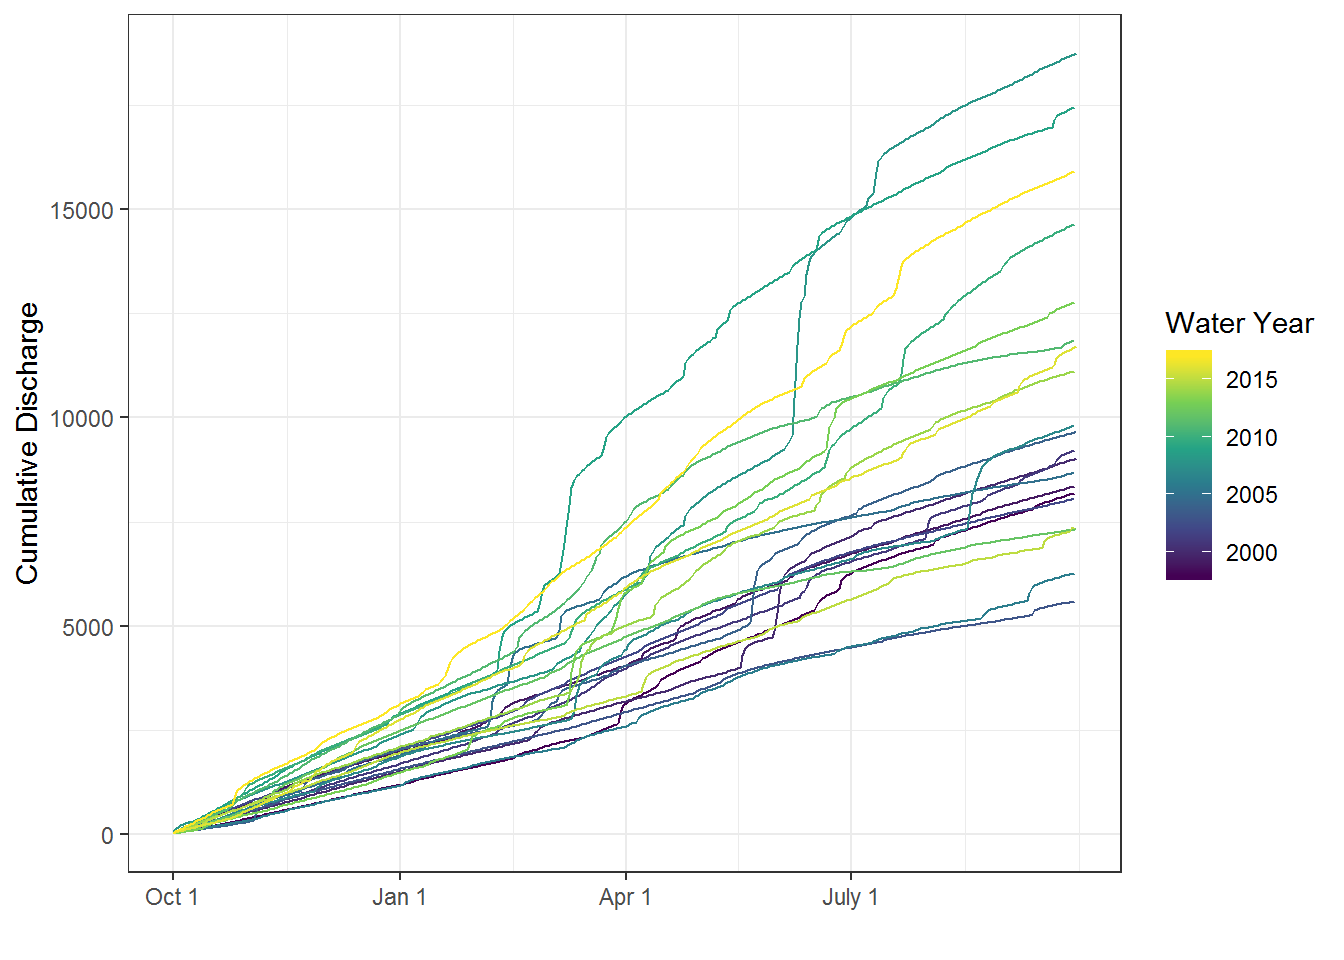 Cumulative Discharge
15000
10000
5000
0
Oct 1
Jan 1
Apr 1
July 1
Water Year
2015
2010
2005
2000